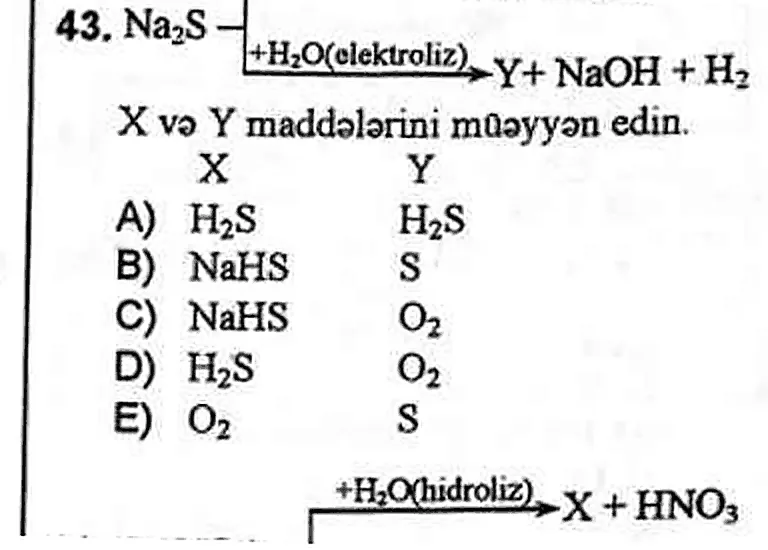 43. Na₂S
+H₂O(elektroliz) Y+ NaOH + H₂
X və Y maddələrini müəyyən edin.
X Y
A) H₂S H₂S
B) NaHS S
C) NaHS O₂
D) H₂S O₂
E) O₂ S
+H₂O(hidroliz) X + HNO₃